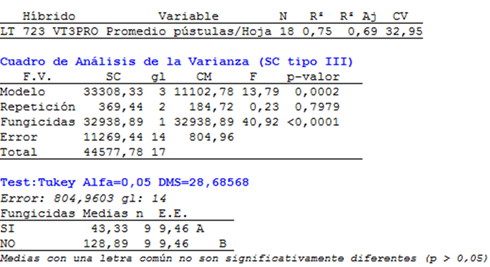 Híbrido Variable N R² R² Aj CV
LT 723 VT3PRO Promedio pústulas/Hoja 18 0,75 0,69 32,95
Cuadro de Análisis de la Varianza (SC tipo III)
F.V. SC gl CM F p-valor
Modelo 33308,33 3 11102,78 13,79 0,0002
Repetición 369,44 2 184,72 0,23 0,7979
Fungicidas 32938,89 1 32938,89 40,92 <0,0001
Error 11269,44 14 804,96
Total 44577,78 17
Test:Tukey Alfa=0,05 DMS=28,68568
Error: 804,9603 gl: 14
Fungicidas Medias n E.E.
SI 43,33 9 9,46 A
NO 128,89 9 9,46 B
Medias con una letra común no son significativamente diferentes (p > 0,05)